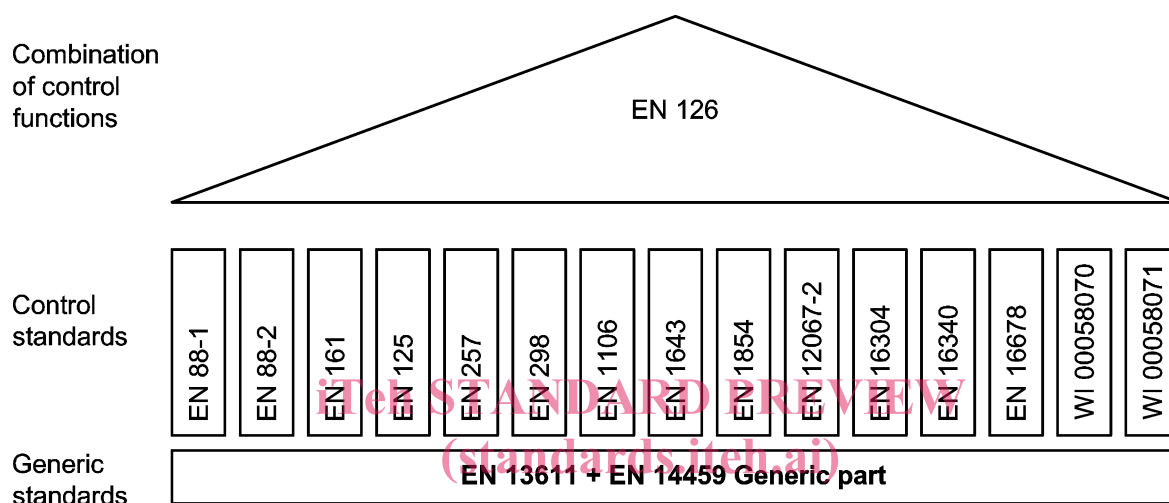 Combination
of control
functions
EN 126
Control
standards
EN 88-1
EN 88-2
EN 161
EN 125
EN 257
EN 298
EN 1106
EN 1643
EN 1854
EN 12067-2
EN 16304
EN 16340
EN 16678
WI 00058070
WI 00058071
iTeh STANDARD PREVIEW
(standards.iteh.ai)
Generic
standards
EN 13611 + EN 14459 Generic part